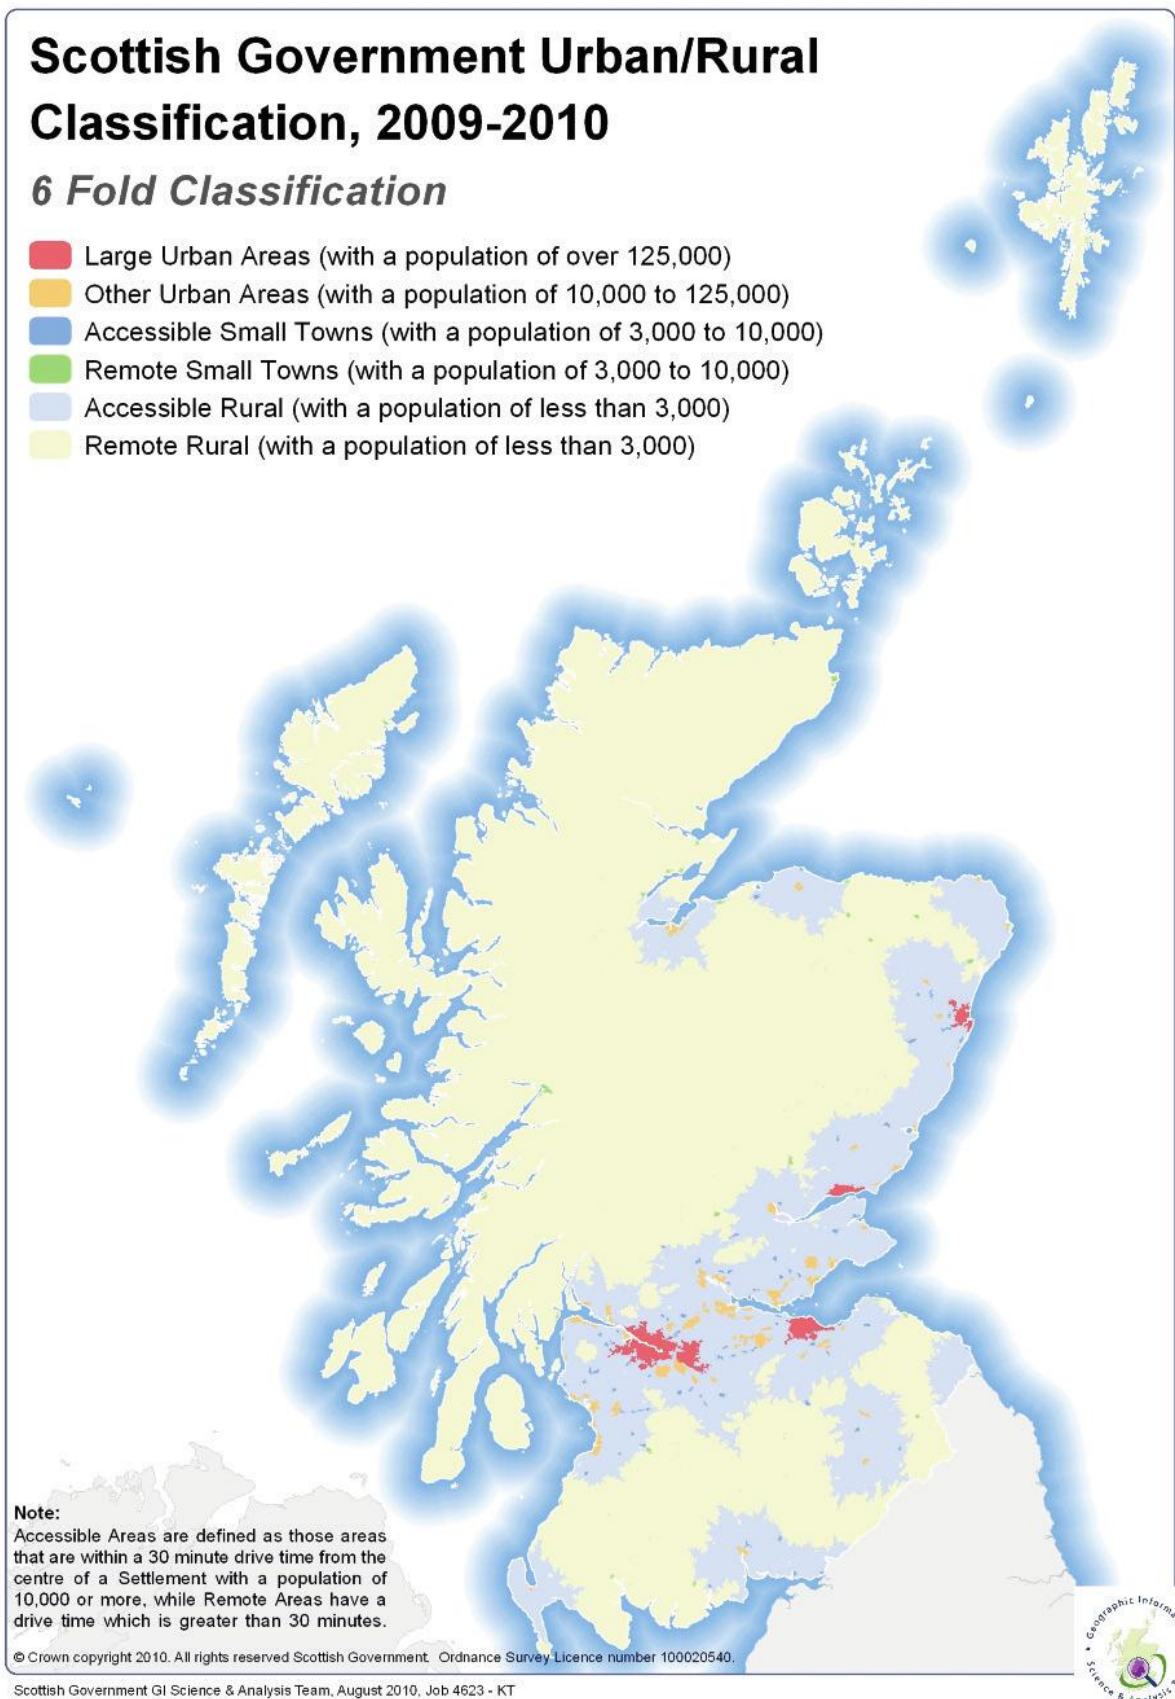 Scottish Government Urban/Rural
Classification, 2009-2010
6 Fold Classification
Large Urban Areas (with a population of over 125,000)
Other Urban Areas (with a population of 10,000 to 125,000)
Accessible Small Towns (with a population of 3,000 to 10,000)
Remote Small Towns (with a population of 3,000 to 10,000)
Accessible Rural (with a population of less than 3,000)
Remote Rural (with a population of less than 3,000)
Note:
Accessible Areas are defined as those areas
that are within a 30 minute drive time from the
centre of a Settlement with a population of
10,000 or more, while Remote Areas have a
drive time which is greater than 30 minutes.
© Crown copyright 2010. All rights reserved Scottish Government. Ordnance Survey Licence number 100020540.
Scottish Government GI Science & Analysis Team, August 2010, Job 4623 - KT
Geographic
Science &